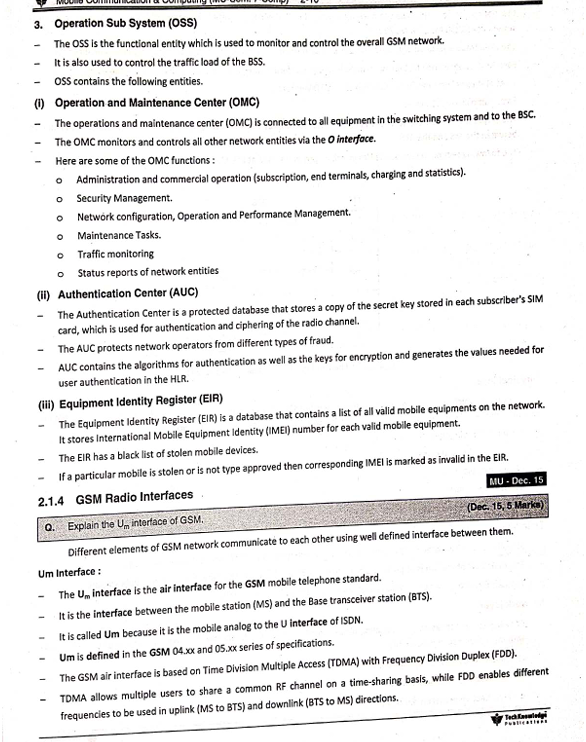 Mobile Communication & Computing (MU-Sem. 7-Comp) 2-10
3. Operation Sub System (OSS)
– The OSS is the functional entity which is used to monitor and control the overall GSM network.
– It is also used to control the traffic load of the BSS.
– OSS contains the following entities.
(i) Operation and Maintenance Center (OMC)
– The operations and maintenance center (OMC) is connected to all equipment in the switching system and to the BSC.
– The OMC monitors and controls all other network entities via the O interface.
– Here are some of the OMC functions :
o Administration and commercial operation (subscription, end terminals, charging and statistics).
o Security Management.
o Network configuration, Operation and Performance Management.
o Maintenance Tasks.
o Traffic monitoring
o Status reports of network entities
(ii) Authentication Center (AUC)
– The Authentication Center is a protected database that stores a copy of the secret key stored in each subscriber's SIM
card, which is used for authentication and ciphering of the radio channel.
– The AUC protects network operators from different types of fraud.
– AUC contains the algorithms for authentication as well as the keys for encryption and generates the values needed for
user authentication in the HLR.
(iii) Equipment Identity Register (EIR)
– The Equipment Identity Register (EIR) is a database that contains a list of all valid mobile equipments on the network.
It stores International Mobile Equipment Identity (IMEI) number for each valid mobile equipment.
– The EIR has a black list of stolen mobile devices.
– If a particular mobile is stolen or is not type approved then corresponding IMEI is marked as invalid in the EIR.
MU - Dec. 15
2.1.4 GSM Radio Interfaces
Q. Explain the Um interface of GSM. (Dec. 15, 5 Marks)
Different elements of GSM network communicate to each other using well defined interface between them.
Um Interface :
– The Um interface is the air interface for the GSM mobile telephone standard.
– It is the interface between the mobile station (MS) and the Base transceiver station (BTS).
– It is called Um because it is the mobile analog to the U interface of ISDN.
– Um is defined in the GSM 04.xx and 05.xx series of specifications.
– The GSM air interface is based on Time Division Multiple Access (TDMA) with Frequency Division Duplex (FDD).
– TDMA allows multiple users to share a common RF channel on a time-sharing basis, while FDD enables different
frequencies to be used in uplink (MS to BTS) and downlink (BTS to MS) directions.
TechKnowledge
Publications